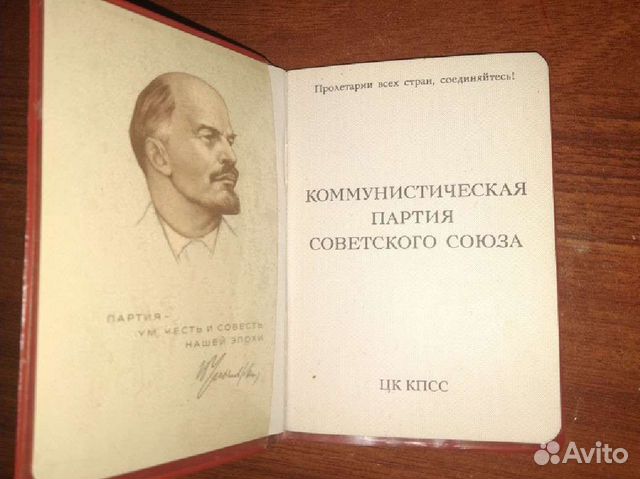 ПАРТИЯ–
УМ, ЧЕСТЬ И СОВЕСТЬ
НАШЕЙ ЭПОХИ
Пролетарии всех стран, соединяйтесь!
КОММУНИСТИЧЕСКАЯ
ПАРТИЯ
СОВЕТСКОГО СОЮЗА
ЦК КПСС
Avito